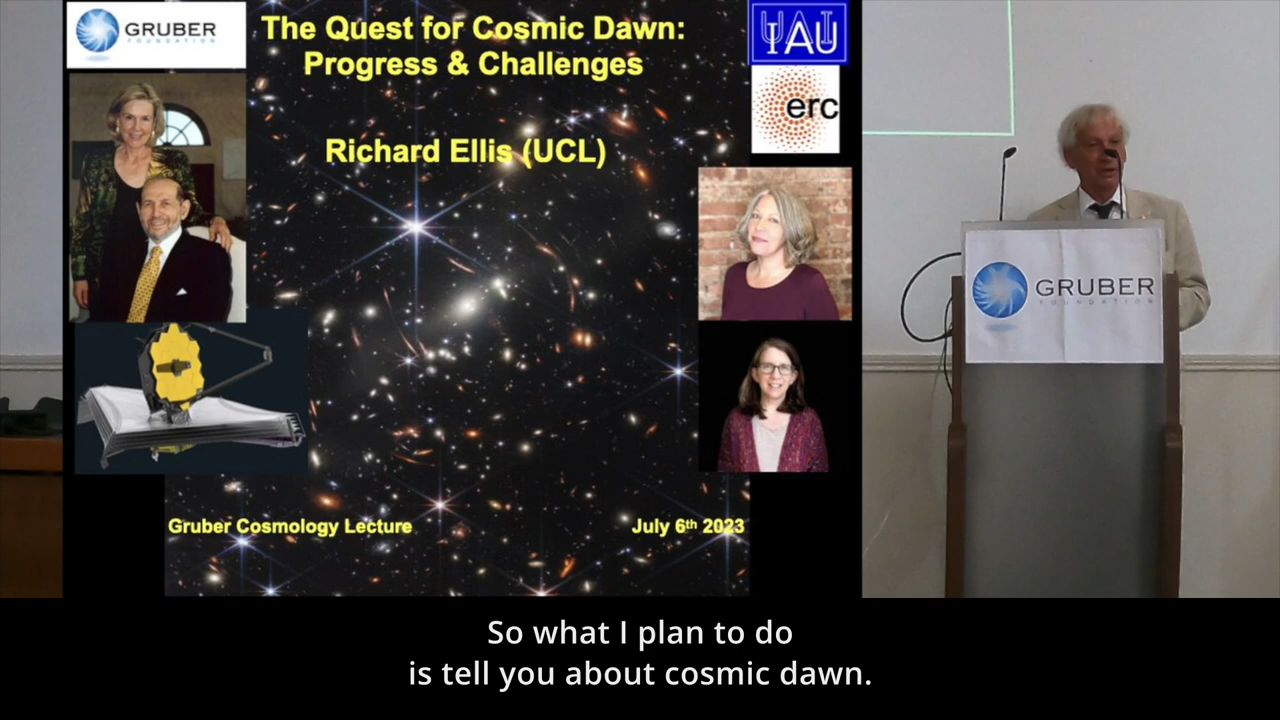 GRUBER
FOUNDATION
The Quest for Cosmic Dawn:
Progress & Challenges
Richard Ellis (UCL)
IAU
erc
Gruber Cosmology Lecture
July 6th 2023
GRUBER
FOUNDATION
So what I plan to do
is tell you about cosmic dawn.